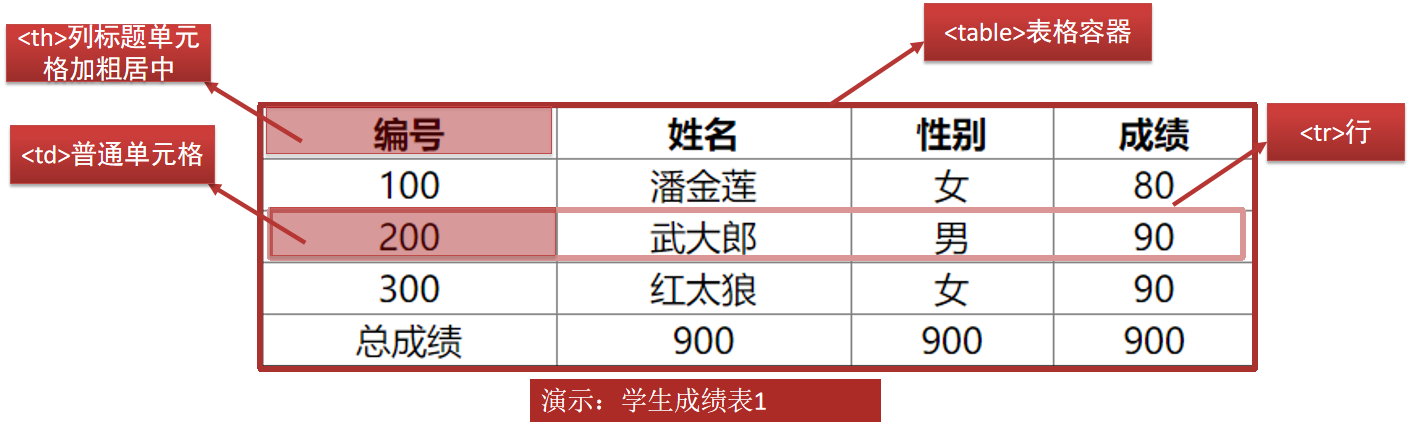 <th>列标题单元
格加粗居中
<table>表格容器
<td>普通单元格
<tr>行
编号 姓名 性别 成绩
100 潘金莲 女 80
200 武大郎 男 90
300 红太狼 女 90
总成绩 900 900 900
演示：学生成绩表1